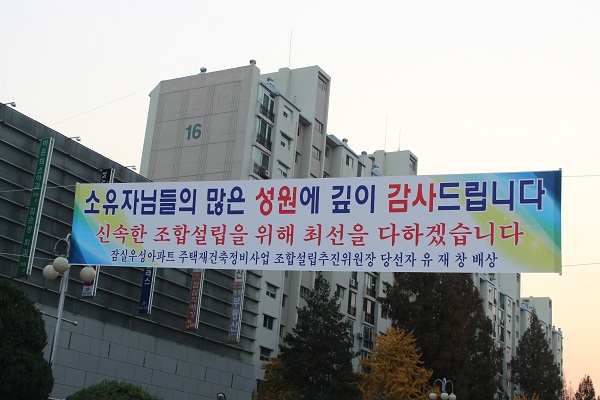 16
소유자님들의 많은 성원에 깊이 감사드립니다
신속한 조합설립을 위해 최선을 다하겠습니다
잠실우성아파트 주택재건축정비사업 조합설립추진위원장 당선자 유 재 창 배상